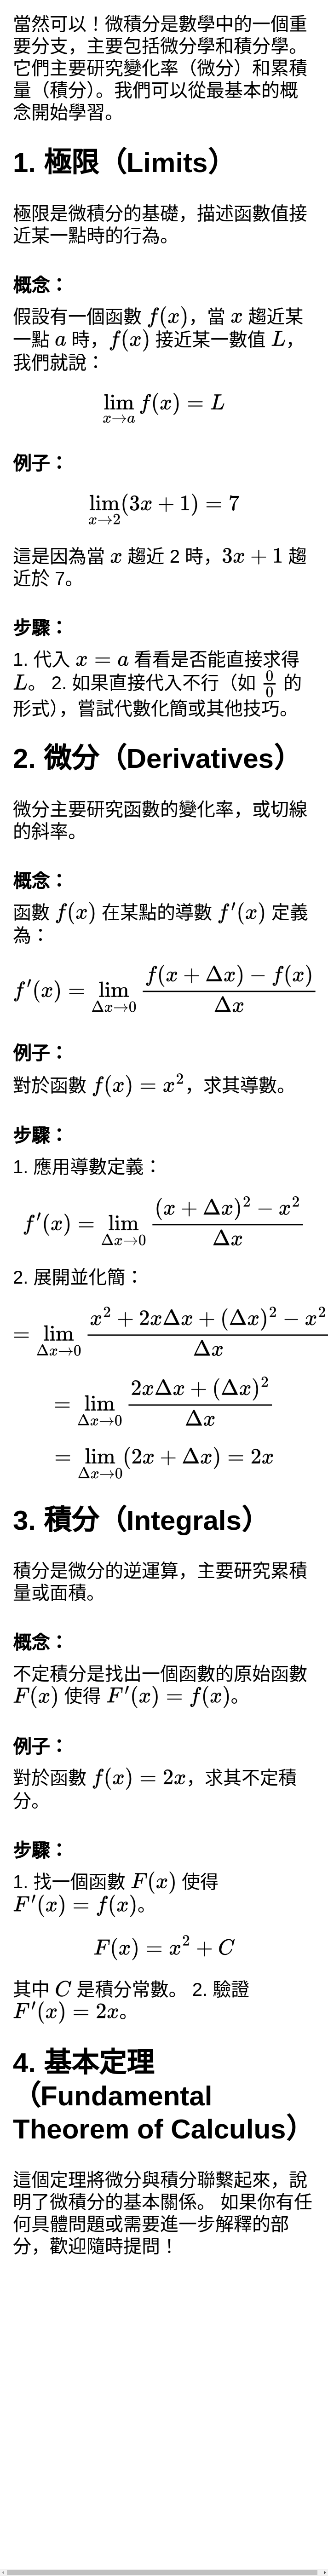 當然可以！微積分是數學中的一個重
要分支，主要包括微分學和積分學。
它們主要研究變化率（微分）和累積
量（積分）。我們可以從最基本的概
念開始學習。
1. 極限（Limits）
極限是微積分的基礎，描述函數值接
近某一點時的行為。
概念：
假設有一個函數 f(x)，當 x 趨近某
一點 a 時，f(x) 接近某一數值 L，
我們就說：
lim_{x→a} f(x) = L
例子：
lim_{x→2} (3x + 1) = 7
這是因為當 x 趨近 2 時，3x + 1 趨
近於 7。
步驟：
1. 代入 x = a 看看是否能直接求得
L。 2. 如果直接代入不行（如 0/0 的
形式），嘗試代數化簡或其他技巧。
2. 微分（Derivatives）
微分主要研究函數的變化率，或切線
的斜率。
概念：
函數 f(x) 在某點的導數 f′(x) 定義
為：
f′(x) = lim_{Δx→0} (f(x + Δx) − f(x))/Δx
例子：
對於函數 f(x) = x²，求其導數。
步驟：
1. 應用導數定義：
f′(x) = lim_{Δx→0} ((x + Δx)² − x²)/Δx
2. 展開並化簡：
= lim_{Δx→0} (x² + 2xΔx + (Δx)² − x²)/Δx
= lim_{Δx→0} (2xΔx + (Δx)²)/Δx
= lim_{Δx→0} (2x + Δx) = 2x
3. 積分（Integrals）
積分是微分的逆運算，主要研究累積
量或面積。
概念：
不定積分是找出一個函數的原始函數
F(x) 使得 F′(x) = f(x)。
例子：
對於函數 f(x) = 2x，求其不定積
分。
步驟：
1. 找一個函數 F(x) 使得
F′(x) = f(x)。
F(x) = x² + C
其中 C 是積分常數。 2. 驗證
F′(x) = 2x。
4. 基本定理
（Fundamental
Theorem of Calculus）
這個定理將微分與積分聯繫起來，說
明了微積分的基本關係。 如果你有任
何具體問題或需要進一步解釋的部
分，歡迎隨時提問！